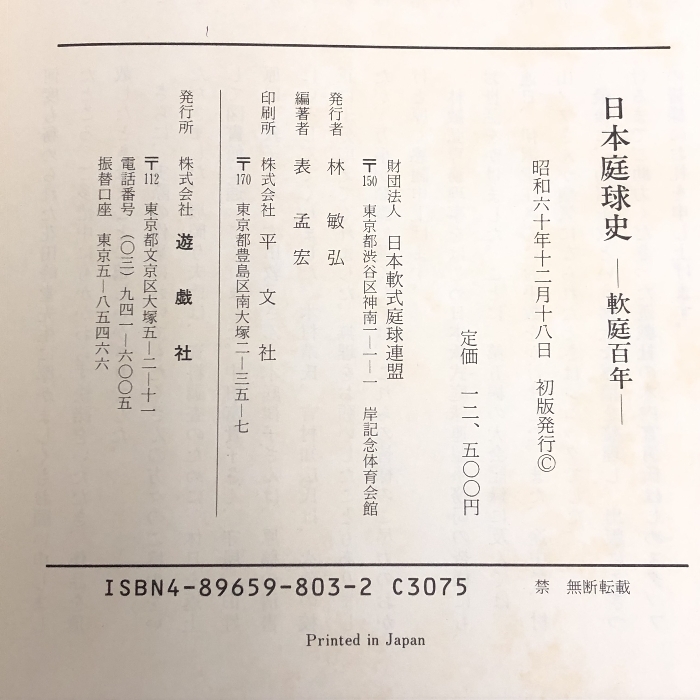 日本庭球史 ―軟庭百年―
昭和六十年十二月十八日 初版発行©
定価 一二、五〇〇円
財団法人 日本軟式庭球連盟
〒150 東京都渋谷区神南一―一―一 岸記念体育会館
発行者 林 敏弘
編著者 表 孟宏
印刷所 株式会社 平文社
〒170 東京都豊島区南大塚二―三五―七
発行所 株式会社 遊戯社
〒112 東京都文京区大塚五―二―十一
電話番号 (〇三)九四一―六〇〇五
振替口座 東京五―八五四六六
ISBN4-89659-803-2 C3075
禁 無断転載
Printed in Japan